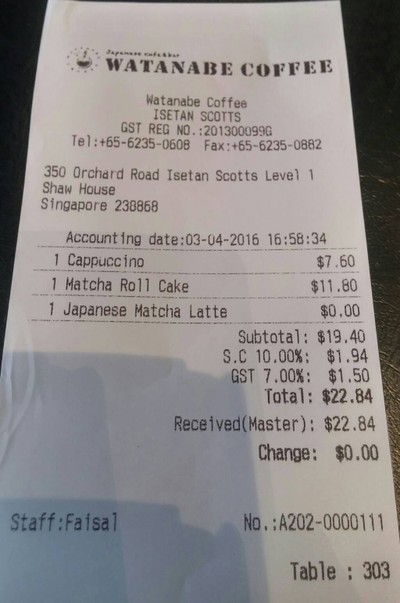 Japanese cafe & bar
WATANABE COFFEE
Watanabe Coffee
ISETAN SCOTTS
GST REG NO.:201300099G
Tel:+65-6235-0608 Fax:+65-6235-0882
350 Orchard Road Isetan Scotts Level 1
Shaw House
Singapore 238868
Accounting date:03-04-2016 16:58:34
1 Cappuccino $7.60
1 Matcha Roll Cake $11.80
1 Japanese Matcha Latte $0.00
Subtotal: $19.40
S.C 10.00%: $1.94
GST 7.00%: $1.50
Total: $22.84
Received(Master): $22.84
Change: $0.00
Staff:Faisal No.:A202-0000111
Table : 303